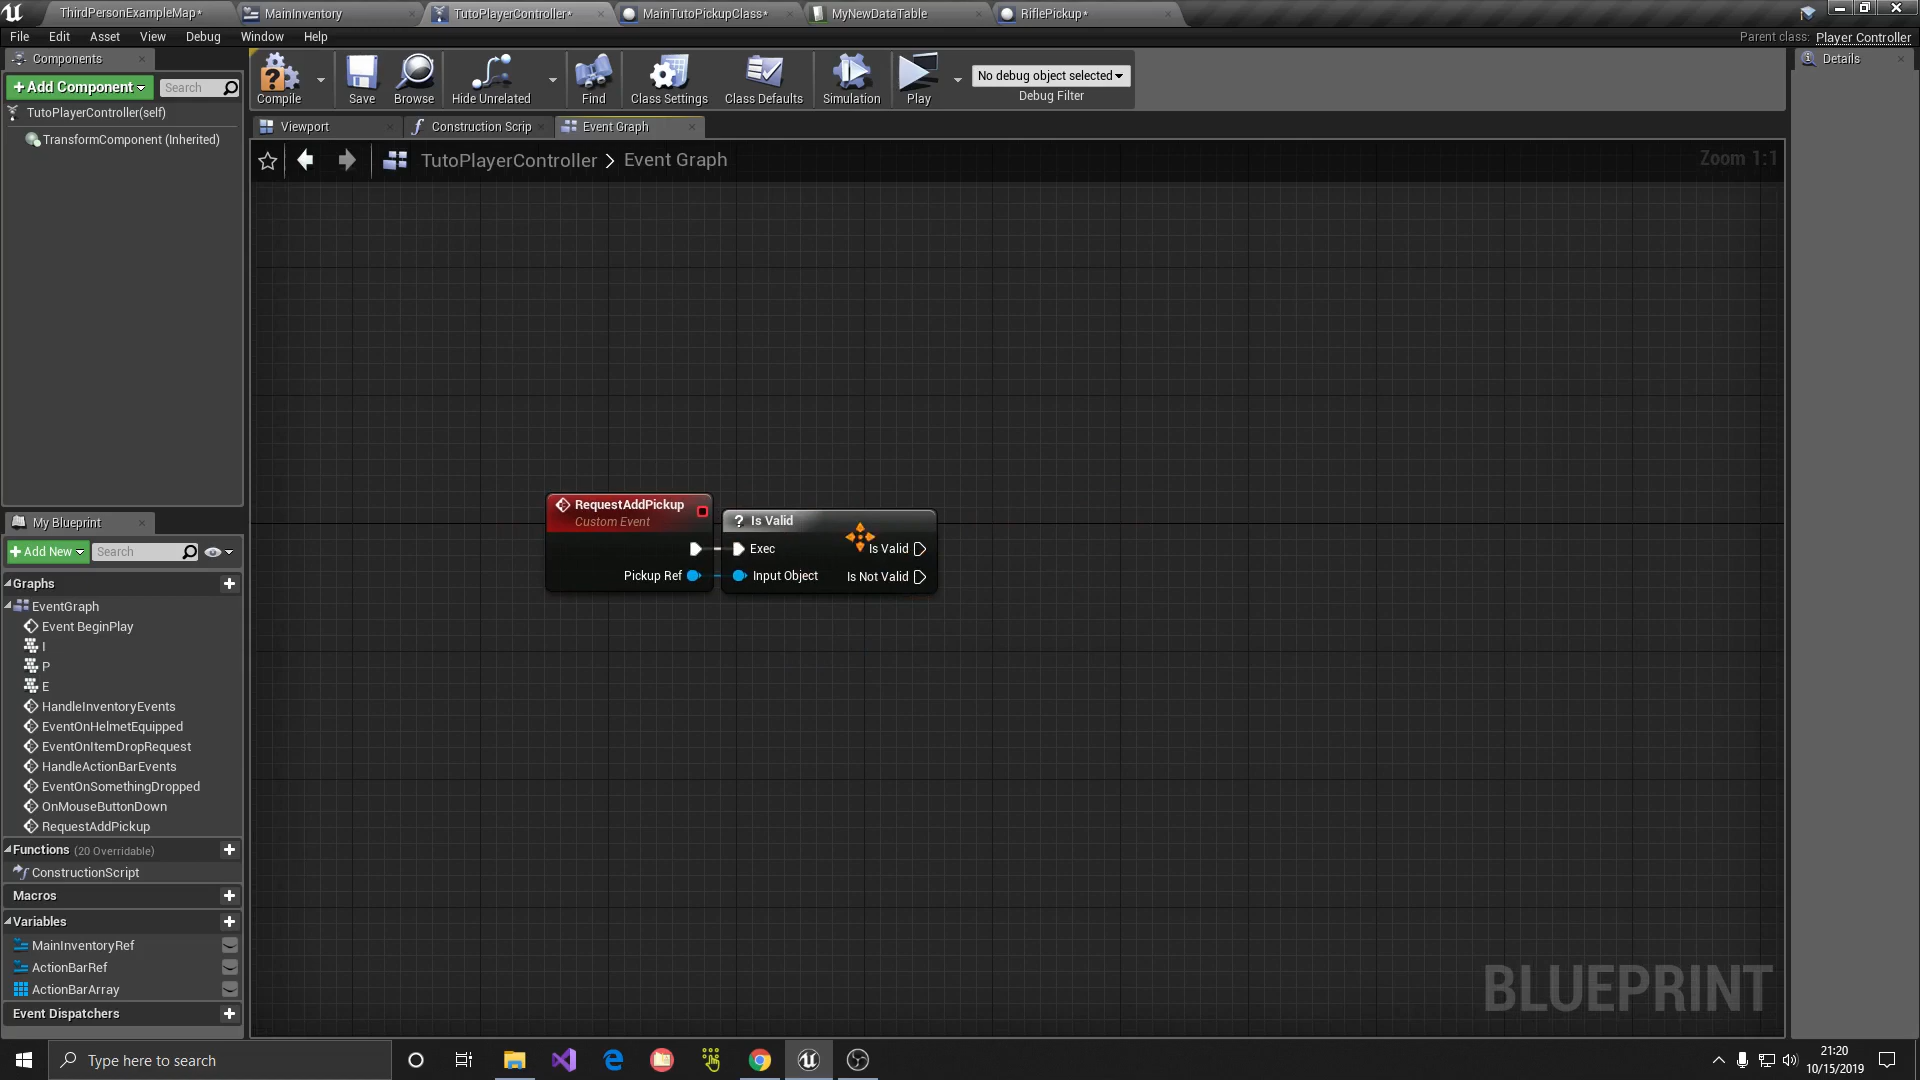 ThirdPersonExampleMap*
MainInventory
TutoPlayerController*
MainTutoPickupClass*
MyNewDataTable
RiflePickup*
File Edit Asset View Debug Window Help
Parent class: Player Controller
Components
Details
+Add Component
Search
TutoPlayerController(self)
TransformComponent (Inherited)
Compile
Save
Browse
Hide Unrelated
Find
Class Settings
Class Defaults
Simulation
Play
No debug object selected
Debug Filter
Viewport
Construction Scrip
Event Graph
TutoPlayerController > Event Graph
Zoom 1:1
RequestAddPickup
Custom Event
Pickup Ref
? Is Valid
Exec
Is Valid
Input Object
Is Not Valid
My Blueprint
+Add New
Search
Graphs
EventGraph
Event BeginPlay
I
P
E
HandleInventoryEvents
EventOnHelmetEquipped
EventOnItemDropRequest
HandleActionBarEvents
EventOnSomethingDropped
OnMouseButtonDown
RequestAddPickup
Functions (20 Overridable)
ConstructionScript
Macros
Variables
MainInventoryRef
ActionBarRef
ActionBarArray
Event Dispatchers
BLUEPRINT
Type here to search
21:20
10/15/2019